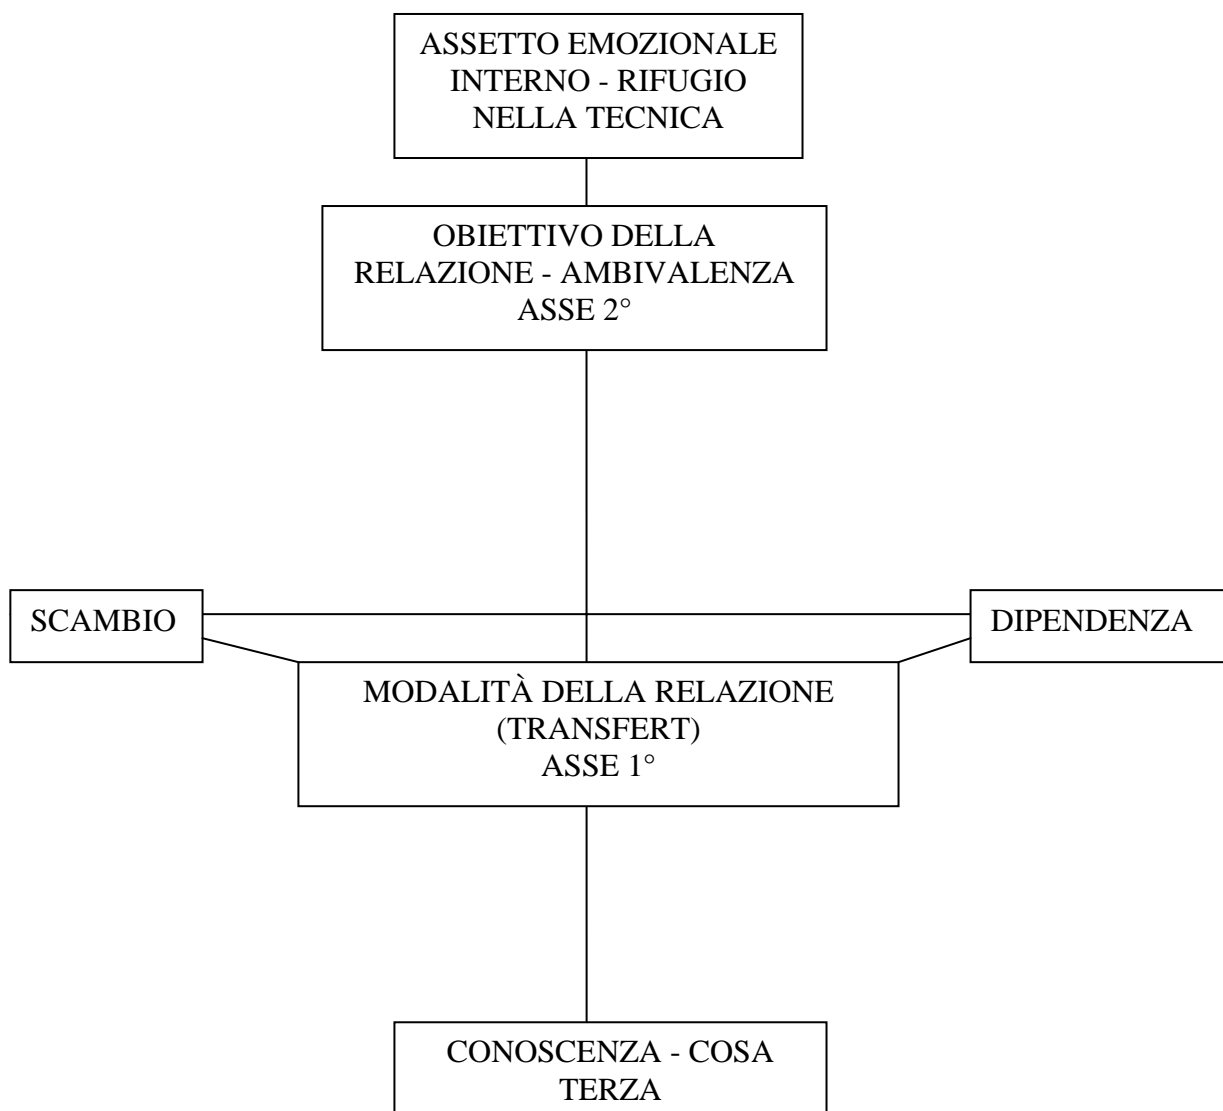 ASSETTO EMOZIONALE
INTERNO - RIFUGIO
NELLA TECNICA
OBIETTIVO DELLA
RELAZIONE - AMBIVALENZA
ASSE 2°
SCAMBIO
DIPENDENZA
MODALITÀ DELLA RELAZIONE
(TRANSFERT)
ASSE 1°
CONOSCENZA - COSA
TERZA